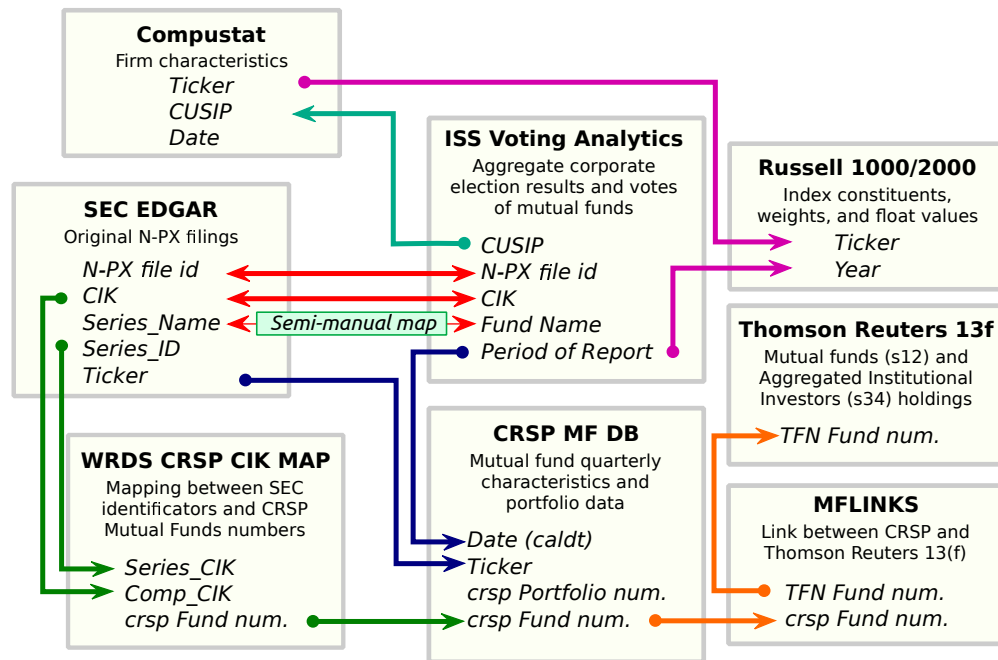 Compustat
Firm characteristics
Ticker
CUSIP
Date
SEC EDGAR
Original N-PX filings
N-PX file id
CIK
Series_Name
Series_ID
Ticker
Semi-manual map
WRDS CRSP CIK MAP
Mapping between SEC
identificators and CRSP
Mutual Funds numbers
Series_CIK
Comp_CIK
crsp Fund num.
ISS Voting Analytics
Aggregate corporate
election results and votes
of mutual funds
CUSIP
N-PX file id
CIK
Fund Name
Period of Report
CRSP MF DB
Mutual fund quarterly
characteristics and
portfolio data
Date (caldt)
Ticker
crsp Portfolio num.
crsp Fund num.
Russell 1000/2000
Index constituents,
weights, and float values
Ticker
Year
Thomson Reuters 13f
Mutual funds (s12) and
Aggregated Institutional
Investors (s34) holdings
TFN Fund num.
MFLINKS
Link between CRSP and
Thomson Reuters 13(f)
TFN Fund num.
crsp Fund num.